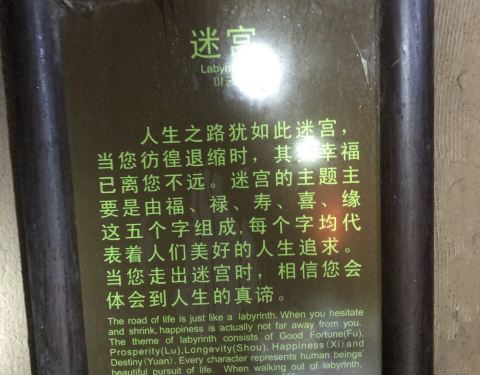 迷宫
Labyr
미
人生之路犹如此迷宫，
当您彷徨退缩时，其 幸福
已离您不远。迷宫的主题主
要是由福、禄、寿、喜、缘
这五个字组成,每个字均代
表着人们美好的人生追求。
当您走出迷宫时，相信您会
体会到人生的真谛。
The road of life is just like a labyrinth. When you hesitate
and shrink, happiness is actually not far away from you.
The theme of labyrinth consists of Good Fortune(Fu),
Prosperity(Lu),Longevity(Shou), Happiness (Xi)and
Destiny(Yuan). Every character represents human beings'
beautiful pursuit of life. When walking out of labyrinth,